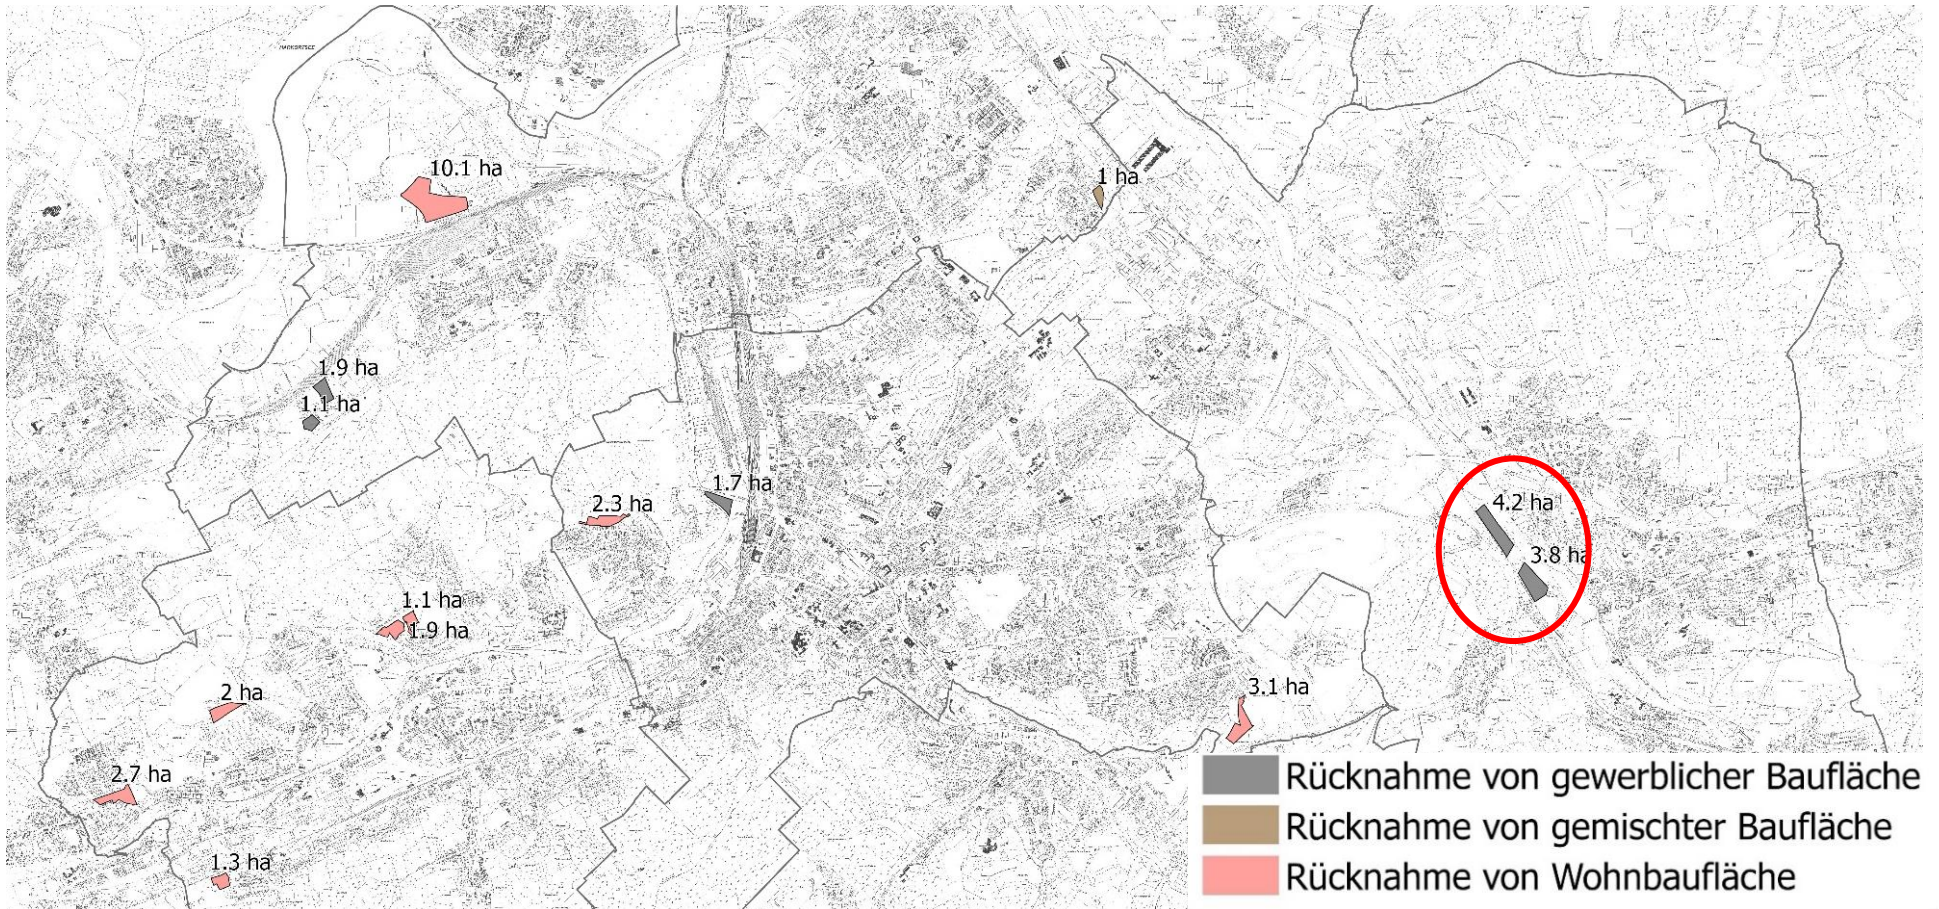 HARKORTSEE
10.1 ha
1 ha
1.9 ha
1.1 ha
1.7 ha
2.3 ha
4.2 ha
3.8 ha
1.1 ha
1.9 ha
2 ha
3.1 ha
2.7 ha
1.3 ha
Rücknahme von gewerblicher Baufläche
Rücknahme von gemischter Baufläche
Rücknahme von Wohnbaufläche